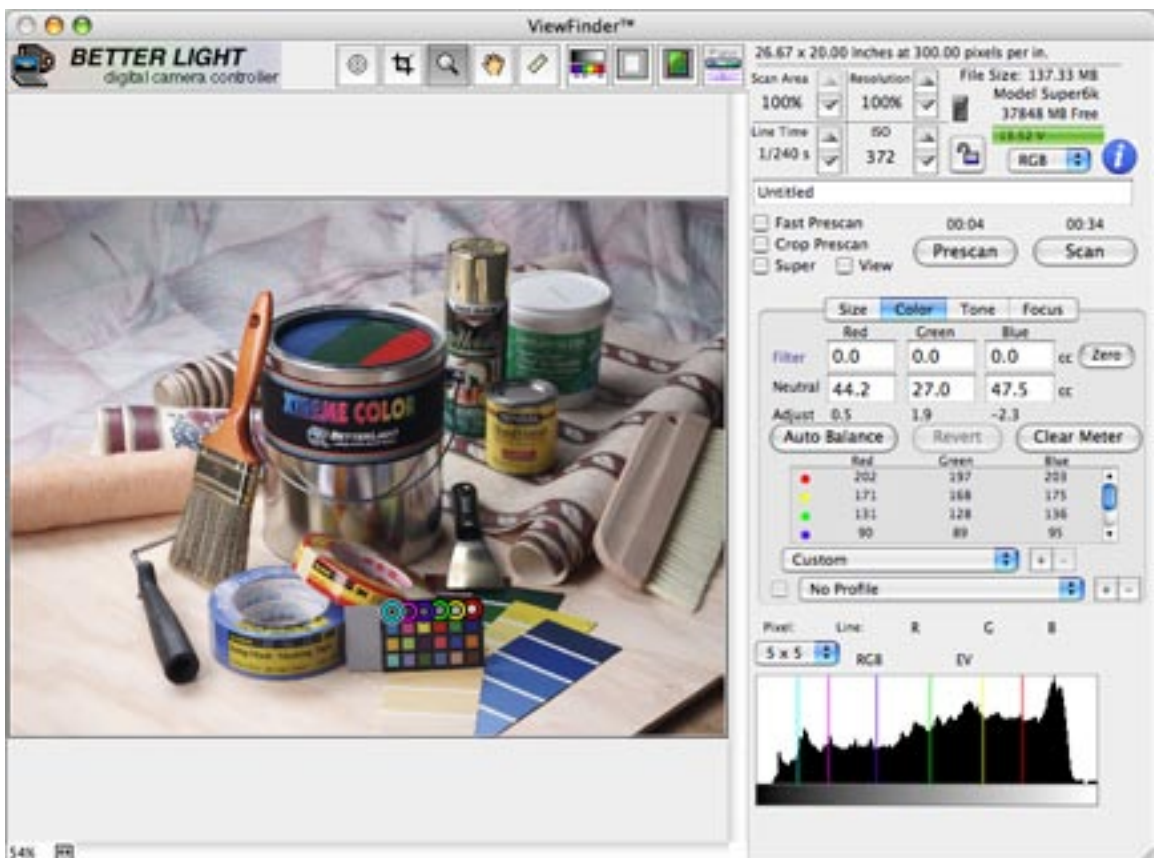 ViewFinder™
BETTER LIGHT
digital camera controller
26.67 x 20.00 Inches at 300.00 pixels per in.
Scan Area
Resolution
File Size: 137.33 MB
100%
100%
Model Super6k
37848 MB Free
Line Time
ISO
1/240 s
372
RGB
Untitled
Fast Prescan
00:04
00:34
Crop Prescan
Prescan
Scan
Super
View
Size
Color
Tone
Focus
Red
Green
Blue
Filter
0.0
0.0
0.0
cc
Zero
Neutral
44.2
27.0
47.5
cc
Adjust
0.5
1.9
-2.3
Auto Balance
Revert
Clear Meter
Red
Green
Blue
202
197
203
171
168
175
131
128
136
90
89
95
Custom
+
-
No Profile
+
-
Pixel:
Line:
R
G
B
5 x 5
RGB
EV
XTREME COLOR
BETTERLIGHT
54%